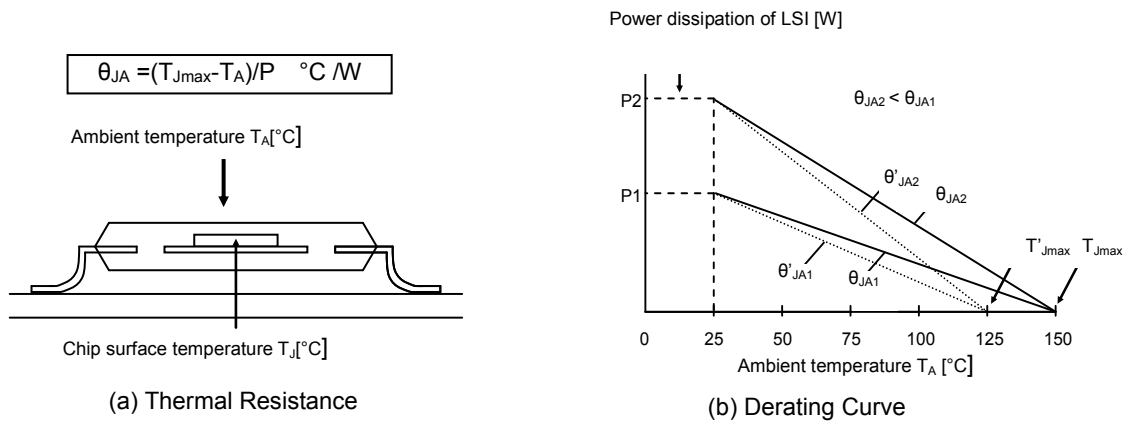 θJA =(TJmax-TA)/P °C /W
Ambient temperature TA[°C]
Chip surface temperature TJ[°C]
(a) Thermal Resistance
Power dissipation of LSI [W]
P2
θJA2 < θJA1
P1
θ'JA2
θJA2
θ'JA1
θJA1
T'Jmax TJmax
0 25 50 75 100 125 150
Ambient temperature TA [°C]
(b) Derating Curve